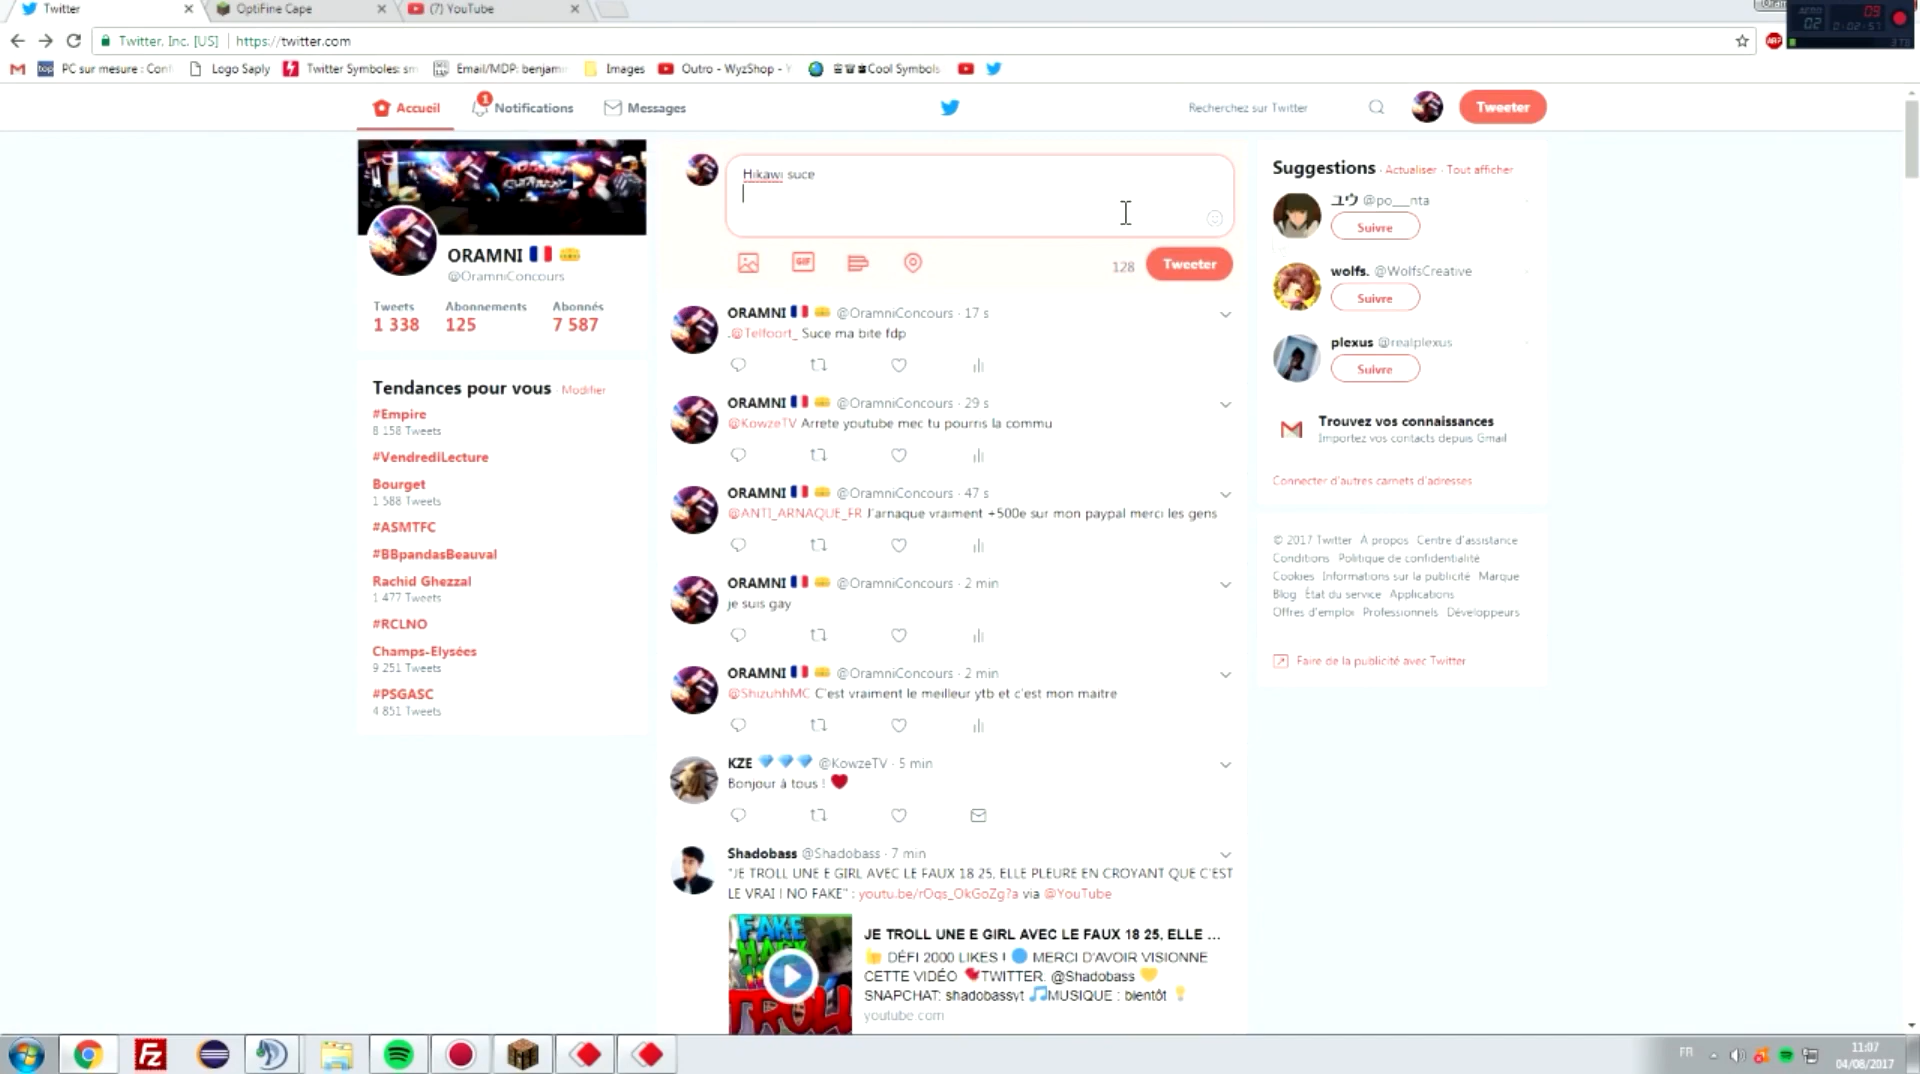 Twitter
OptiFine Cape
(7) YouTube
Twitter, Inc. [US]
https://twitter.com
PC sur mesure : Conf
Logo Saply
Twitter Symboles: sm
Email/MDP: benjam
Images
Outro - WyzShop - Y
Cool Symbols
Accueil
1
Notifications
Messages
Recherchez sur Twitter
Tweeter
ORAMNI
@OramniConcours
Tweets Abonnements Abonnés
1 338 125 7 587
Tendances pour vous · Modifier
#Empire
8 158 Tweets
#VendrediLecture
Bourget
1 588 Tweets
#ASMTFC
#BBpandasBeauval
Rachid Ghezzal
1 477 Tweets
#RCLNO
Champs-Elysées
9 251 Tweets
#PSGASC
4 851 Tweets
Hikawi suce
GIF
128
Tweeter
ORAMNI @OramniConcours · 17 s
.@Telfoort_ Suce ma bite fdp
ORAMNI @OramniConcours · 29 s
@KowzeTV Arrete youtube mec tu pourris la commu
ORAMNI @OramniConcours · 47 s
@ANTI_ARNAQUE_FR J'arnaque vraiment +500e sur mon paypal merci les gens
ORAMNI @OramniConcours · 2 min
je suis gay
ORAMNI @OramniConcours · 2 min
@ShizuhhMC C'est vraiment le meilleur ytb et c'est mon maitre
KZE @KowzeTV · 5 min
Bonjour à tous !
Shadobass @Shadobass · 7 min
"JE TROLL UNE E GIRL AVEC LE FAUX 18 25, ELLE PLEURE EN CROYANT QUE C'EST
LE VRAI ! NO FAKE" : youtu.be/rOqs_OkGoZg?a via @YouTube
FAKE
TROLL
JE TROLL UNE E GIRL AVEC LE FAUX 18 25, ELLE ...
DÉFI 2000 LIKES ! MERCI D'AVOIR VISIONNE
CETTE VIDÉO TWITTER. @Shadobass
SNAPCHAT: shadobassyt MUSIQUE : bientôt
youtube.com
Suggestions · Actualiser · Tout afficher
ユウ @po___nta
Suivre
wolfs. @WolfsCreative
Suivre
plexus @realplexus
Suivre
Trouvez vos connaissances
Importez vos contacts depuis Gmail
Connecter d'autres carnets d'adresses
© 2017 Twitter À propos Centre d'assistance
Conditions Politique de confidentialité
Cookies Informations sur la publicité Marque
Blog État du service Applications
Offres d'emploi Professionnels Développeurs
Faire de la publicité avec Twitter
FR
11:07
04/08/2017